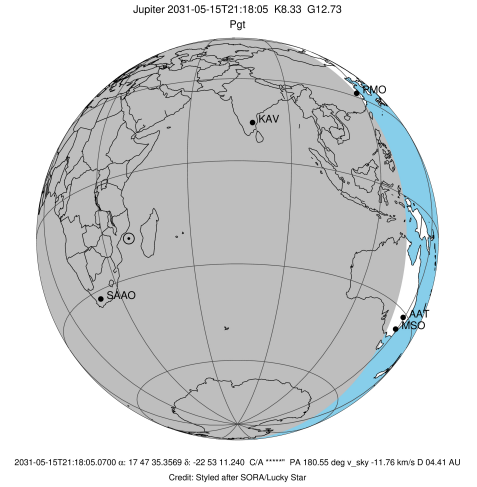 Jupiter 2031-05-15T21:18:05 K8.33 G12.73
Pgt
PMO
KAV
SAAO
AAT
MSO
2031-05-15T21:18:05.0700 α: 17 47 35.3569 δ: -22 53 11.240 C/A *****" PA 180.55 deg v_sky -11.76 km/s D 04.41 AU
Credit: Styled after SORA/Lucky Star